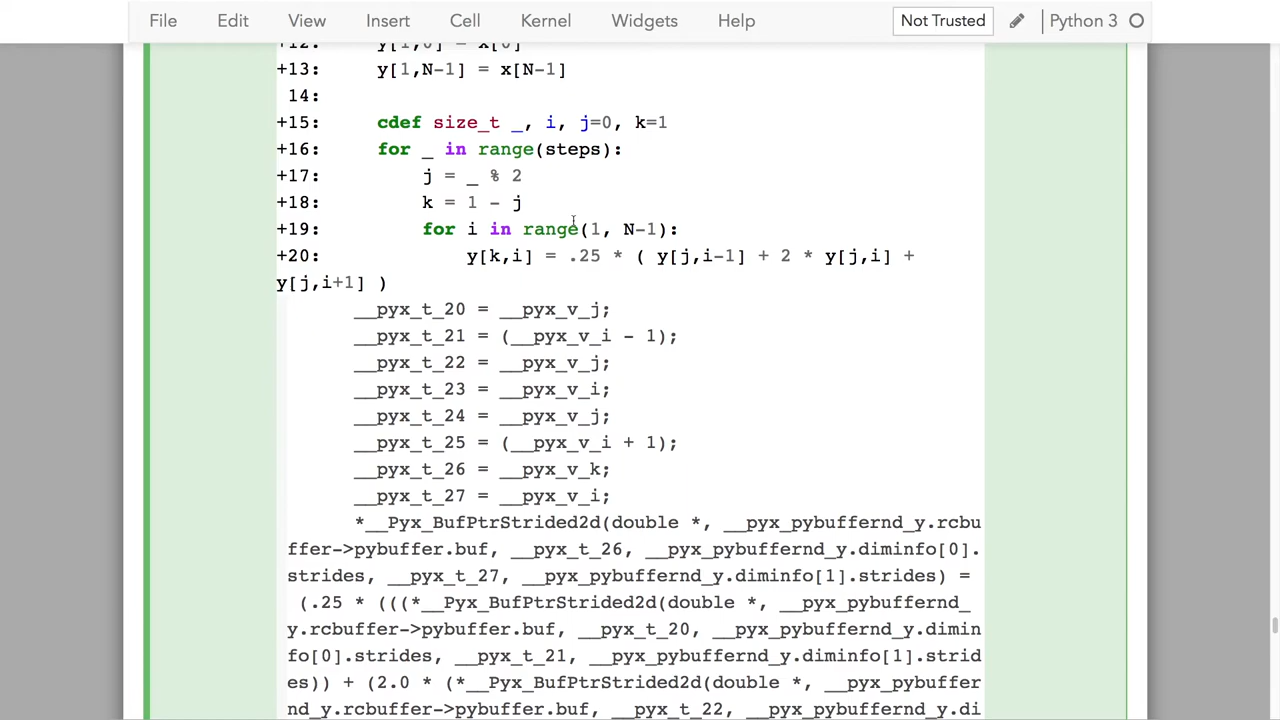 File Edit View Insert Cell Kernel Widgets Help Not Trusted Python 3
+12: y[1,0] = x[0]
+13: y[1,N-1] = x[N-1]
14:
+15: cdef size_t _, i, j=0, k=1
+16: for _ in range(steps):
+17: j = _ % 2
+18: k = 1 - j
+19: for i in range(1, N-1):
+20: y[k,i] = .25 * ( y[j,i-1] + 2 * y[j,i] +
y[j,i+1] )
__pyx_t_20 = __pyx_v_j;
__pyx_t_21 = (__pyx_v_i - 1);
__pyx_t_22 = __pyx_v_j;
__pyx_t_23 = __pyx_v_i;
__pyx_t_24 = __pyx_v_j;
__pyx_t_25 = (__pyx_v_i + 1);
__pyx_t_26 = __pyx_v_k;
__pyx_t_27 = __pyx_v_i;
*__Pyx_BufPtrStrided2d(double *, __pyx_pybuffernd_y.rcbu
ffer->pybuffer.buf, __pyx_t_26, __pyx_pybuffernd_y.diminfo[0].
strides, __pyx_t_27, __pyx_pybuffernd_y.diminfo[1].strides) =
(.25 * (((*__Pyx_BufPtrStrided2d(double *, __pyx_pybuffernd_
y.rcbuffer->pybuffer.buf, __pyx_t_20, __pyx_pybuffernd_y.dimin
fo[0].strides, __pyx_t_21, __pyx_pybuffernd_y.diminfo[1].strid
es)) + (2.0 * (*__Pyx_BufPtrStrided2d(double *, __pyx_pybuffer
nd_y.rcbuffer->pybuffer.buf, __pyx_t_22, __pyx_pybuffernd_y.di